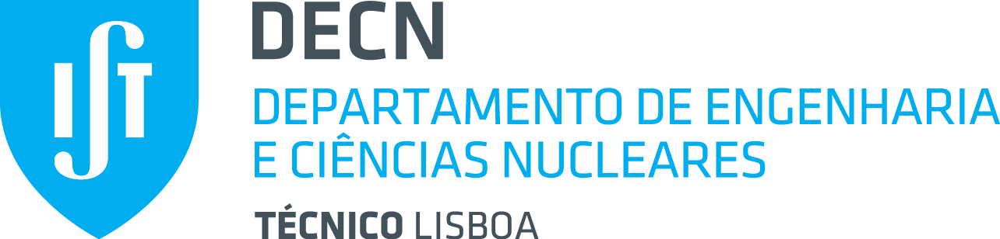 IST
DECN
DEPARTAMENTO DE ENGENHARIA
E CIÊNCIAS NUCLEARES
TÉCNICO LISBOA